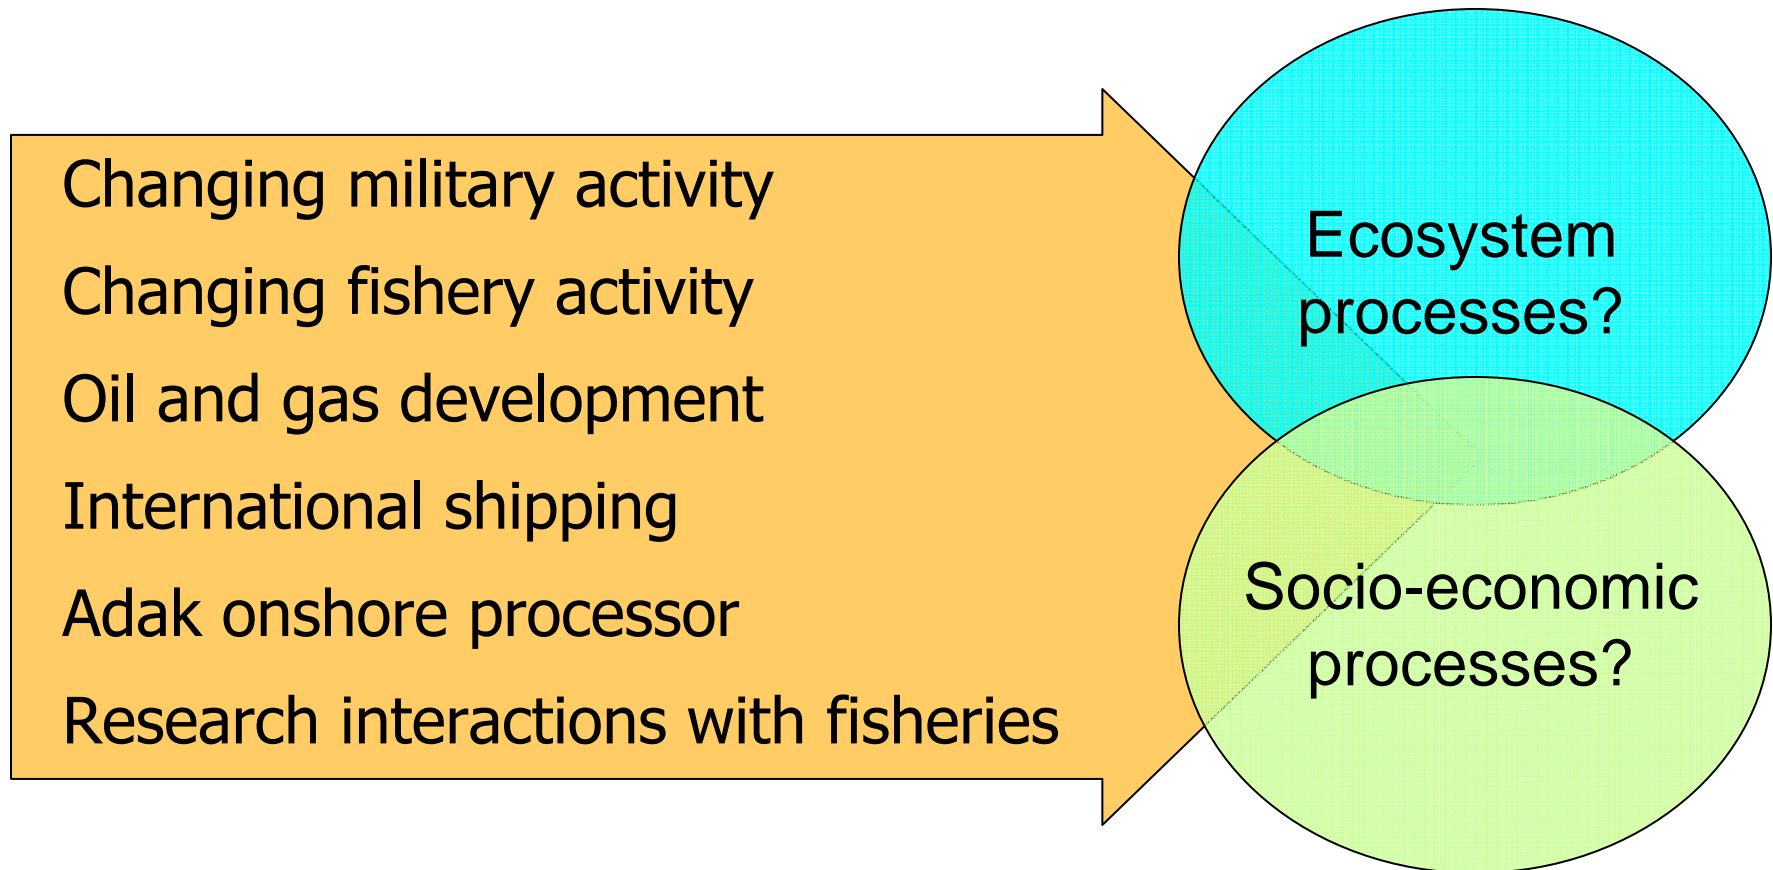 Changing military activity
Changing fishery activity
Oil and gas development
International shipping
Adak onshore processor
Research interactions with fisheries
Ecosystem
processes?
Socio-economic
processes?